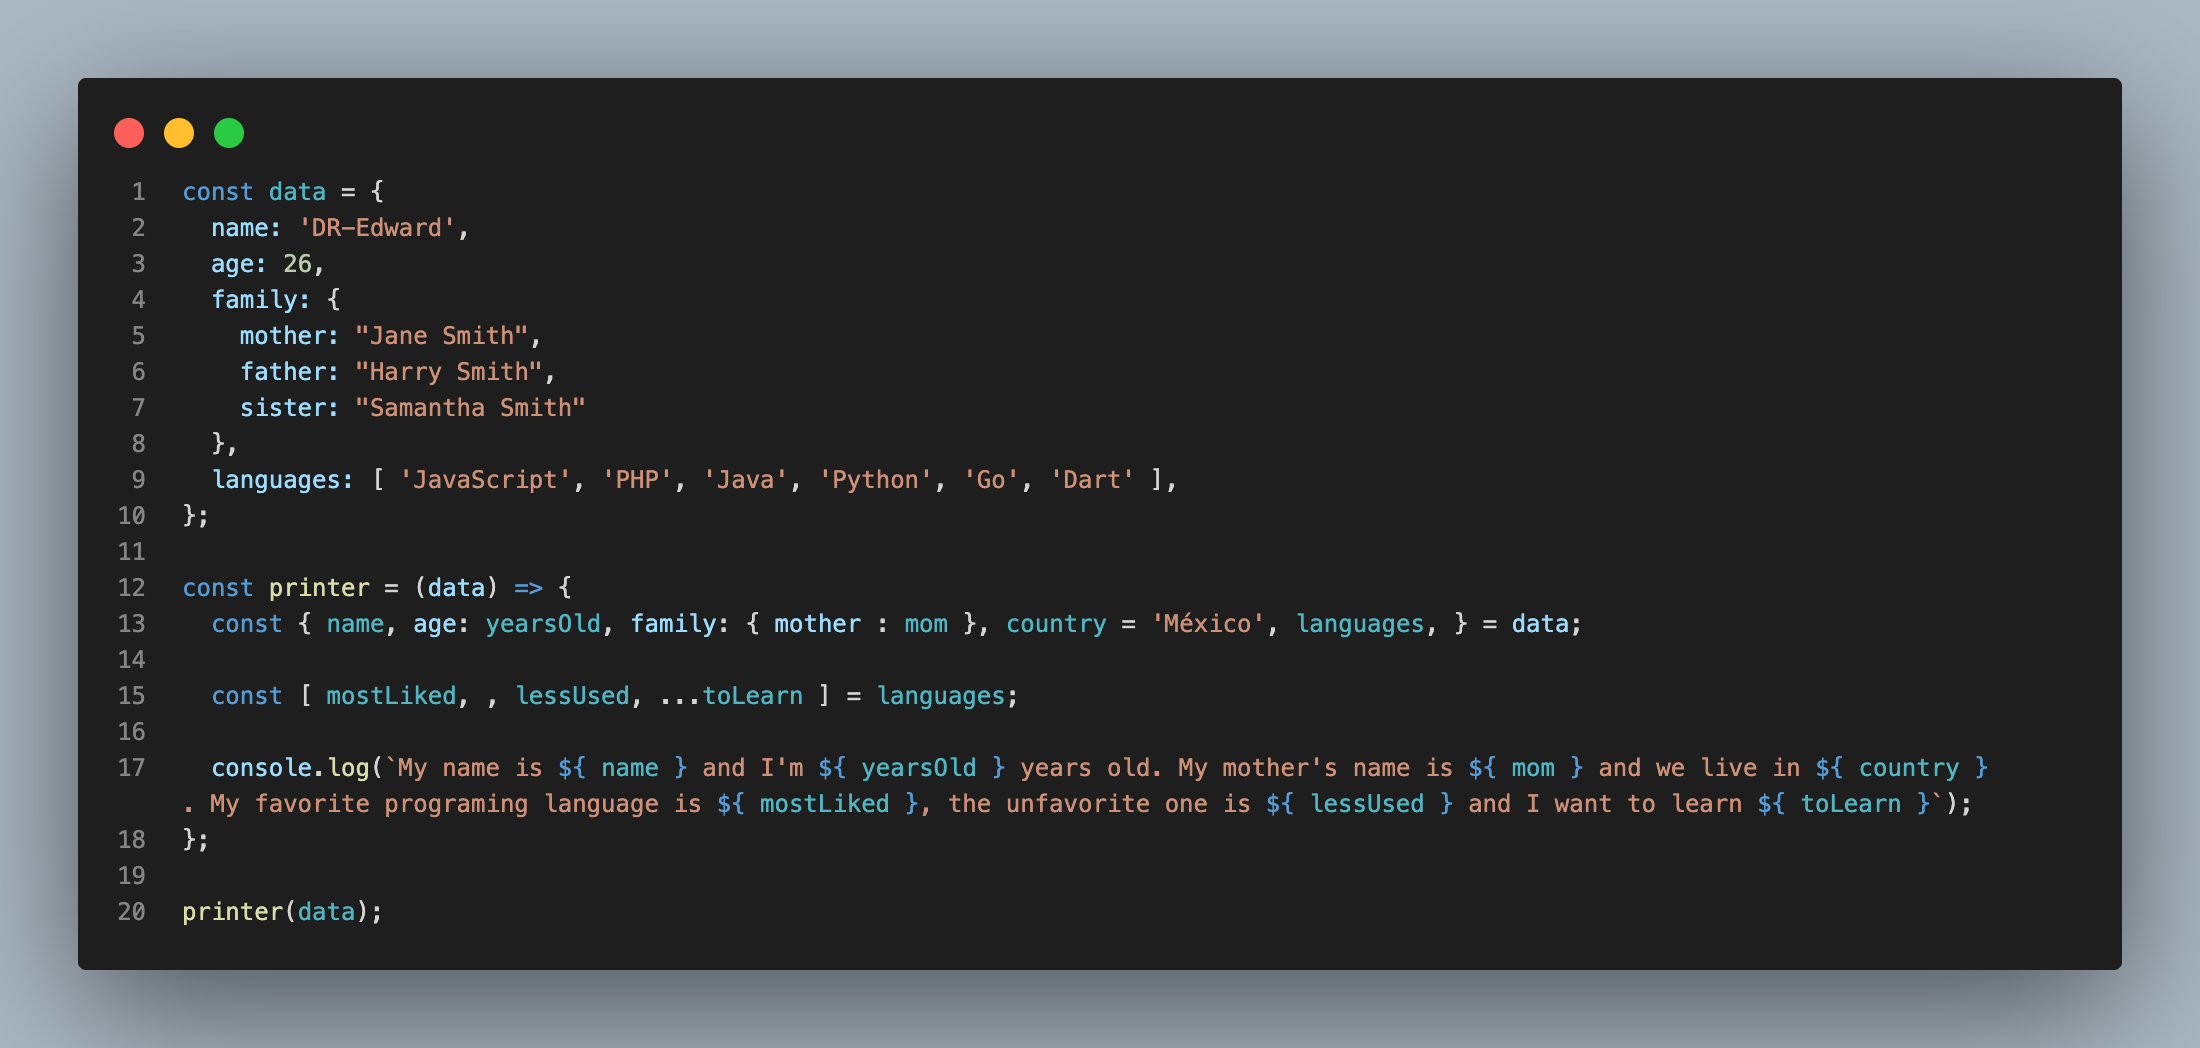 1 const data = {
2   name: 'DR-Edward',
3   age: 26,
4   family: {
5     mother: "Jane Smith",
6     father: "Harry Smith",
7     sister: "Samantha Smith"
8   },
9   languages: [ 'JavaScript', 'PHP', 'Java', 'Python', 'Go', 'Dart' ],
10 };
11
12 const printer = (data) => {
13   const { name, age: yearsOld, family: { mother : mom }, country = 'México', languages, } = data;
14
15   const [ mostLiked, , lessUsed, ...toLearn ] = languages;
16
17   console.log(`My name is ${ name } and I'm ${ yearsOld } years old. My mother's name is ${ mom } and we live in ${ country }
. My favorite programing language is ${ mostLiked }, the unfavorite one is ${ lessUsed } and I want to learn ${ toLearn }`);
18 };
19
20 printer(data);